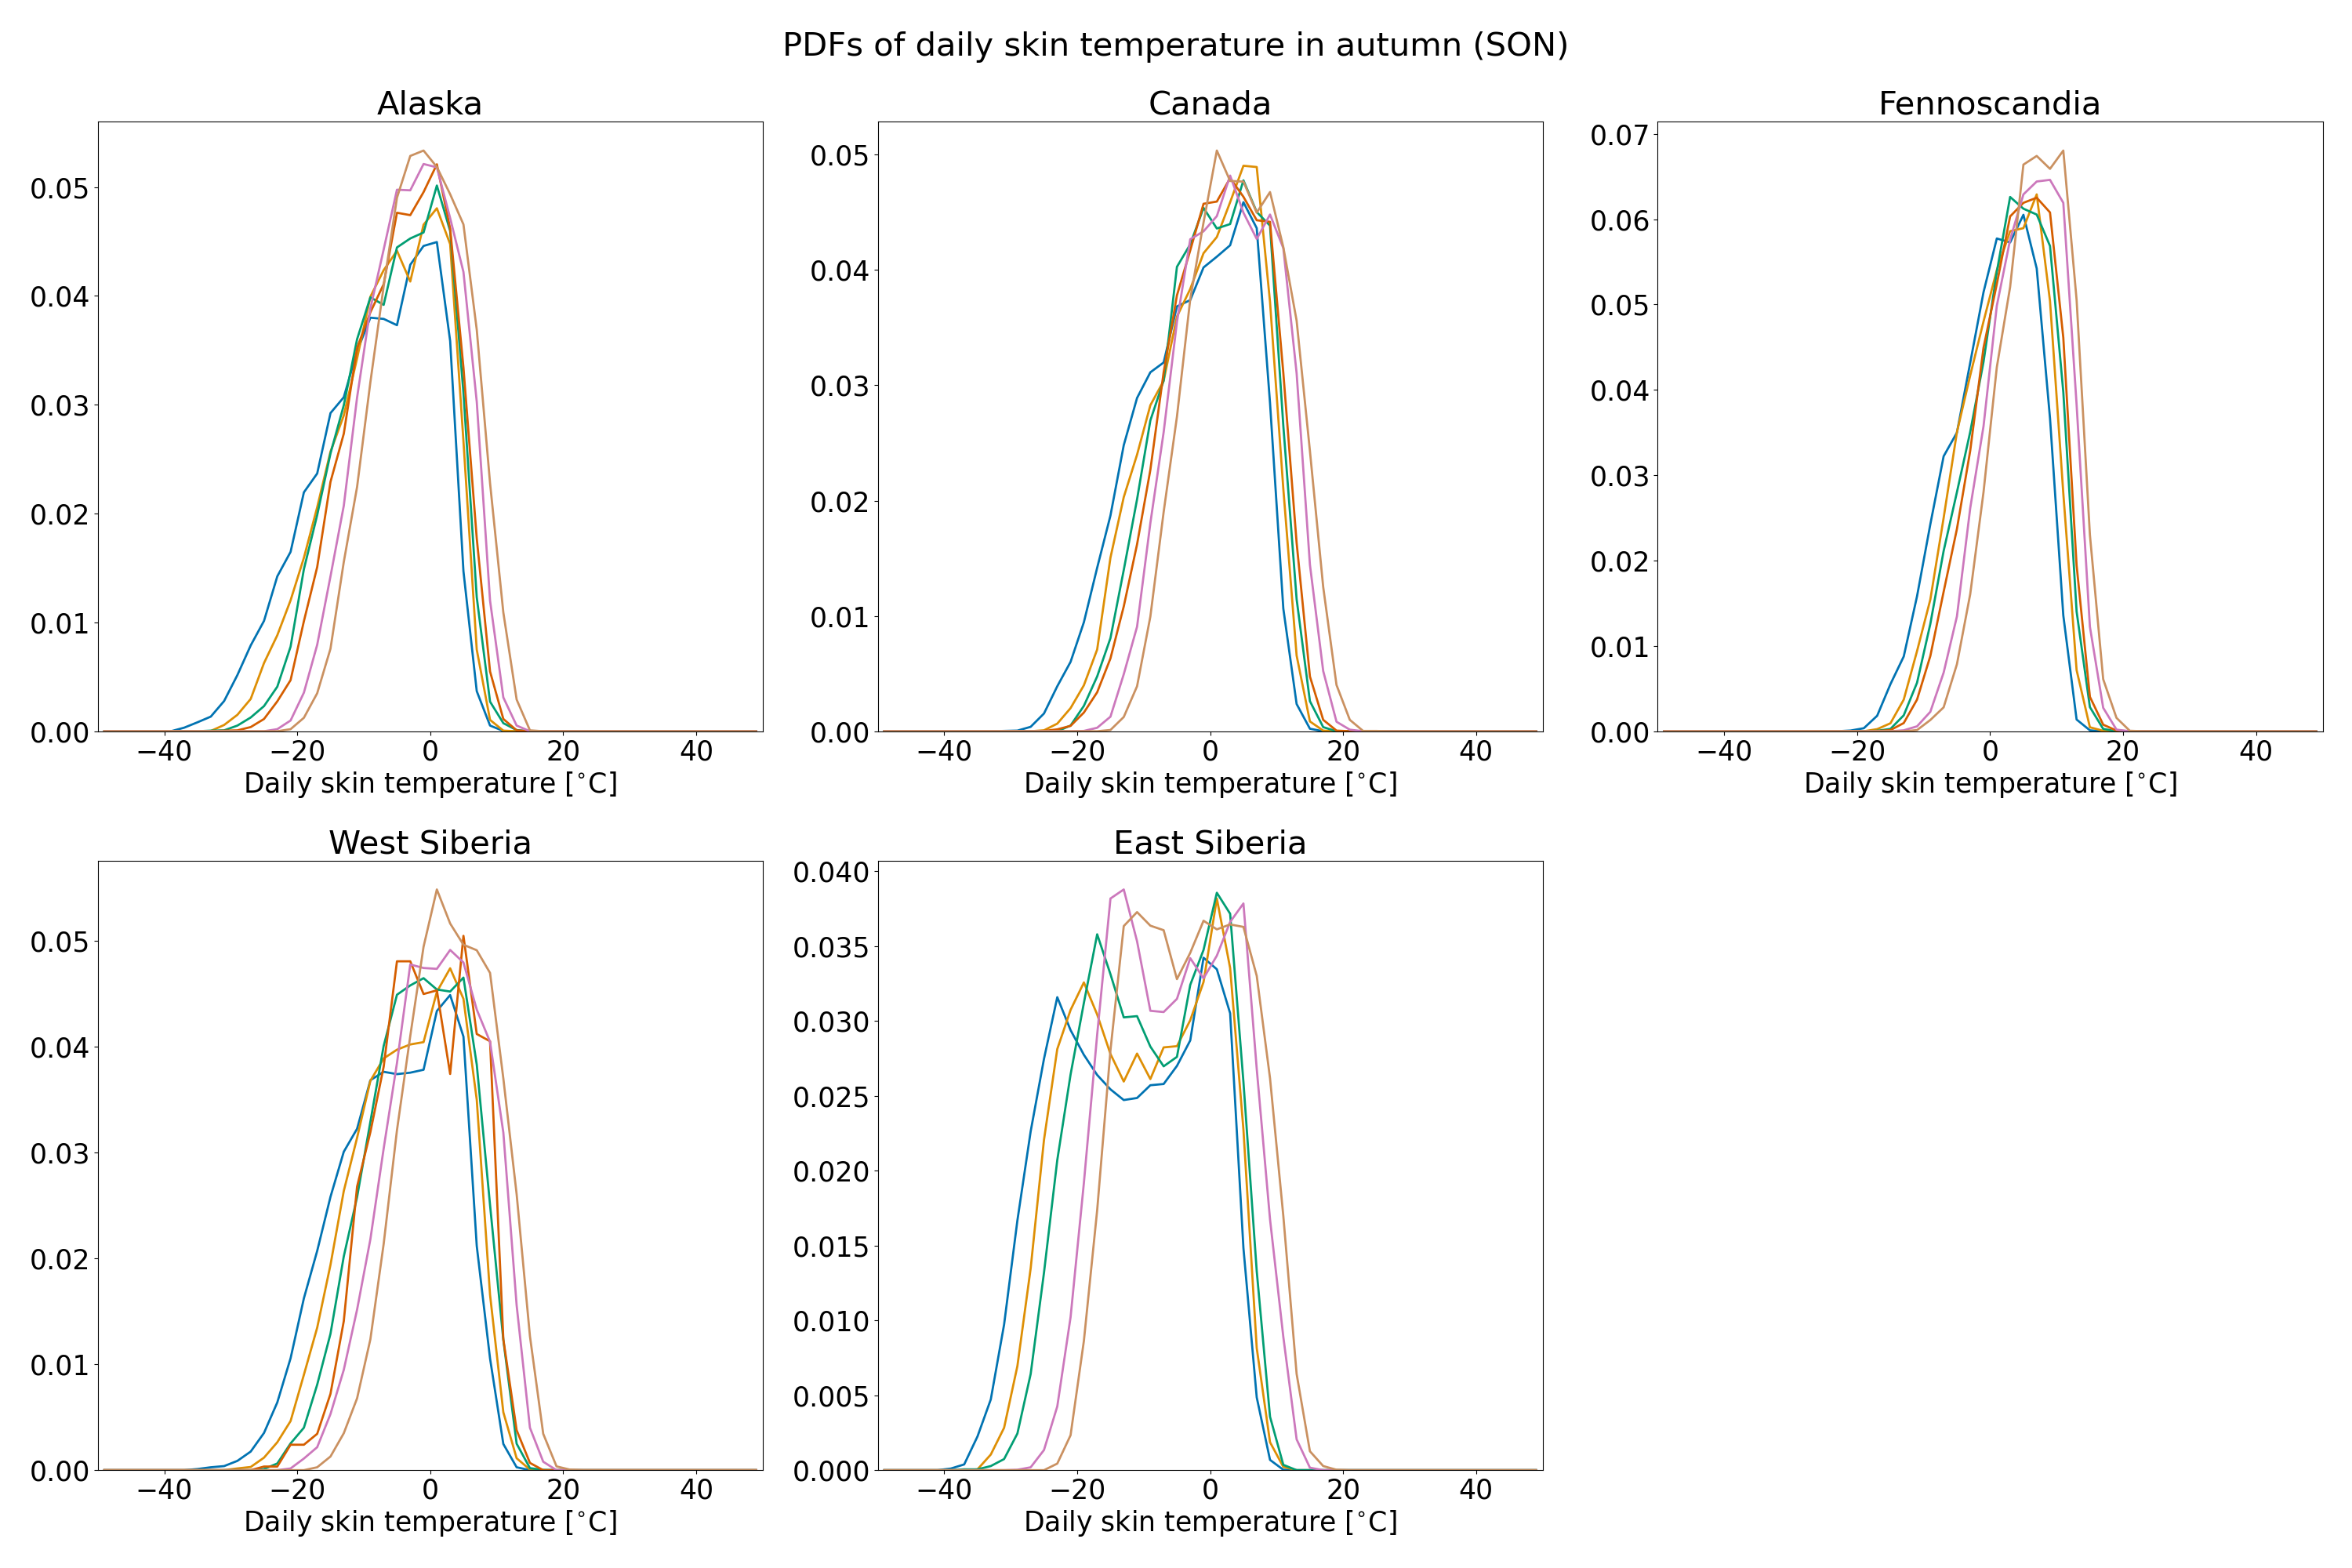 PDFs of daily skin temperature in autumn (SON)
Alaska
0.05
0.04
0.03
0.02
0.01
0.00
−40 −20 0 20 40
Daily skin temperature [°C]
Canada
0.05
0.04
0.03
0.02
0.01
0.00
−40 −20 0 20 40
Daily skin temperature [°C]
Fennoscandia
0.07
0.06
0.05
0.04
0.03
0.02
0.01
0.00
−40 −20 0 20 40
Daily skin temperature [°C]
West Siberia
0.05
0.04
0.03
0.02
0.01
0.00
−40 −20 0 20 40
Daily skin temperature [°C]
East Siberia
0.040
0.035
0.030
0.025
0.020
0.015
0.010
0.005
0.000
−40 −20 0 20 40
Daily skin temperature [°C]